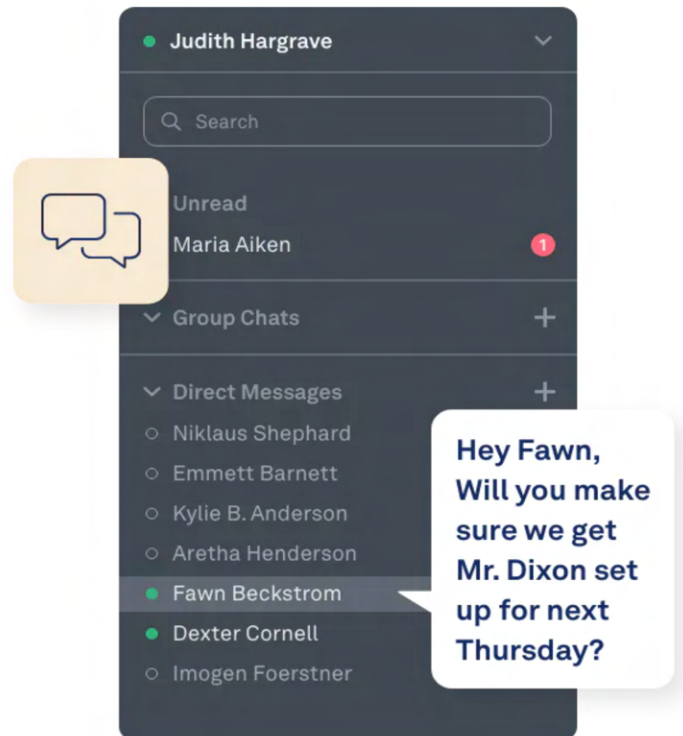 Judith Hargrave
Search
Unread
Maria Aiken
1
Group Chats
Direct Messages
Niklaus Shephard
Emmett Barnett
Kylie B. Anderson
Aretha Henderson
Fawn Beckstrom
Dexter Cornell
Imogen Foerstner
Hey Fawn,
Will you make
sure we get
Mr. Dixon set
up for next
Thursday?